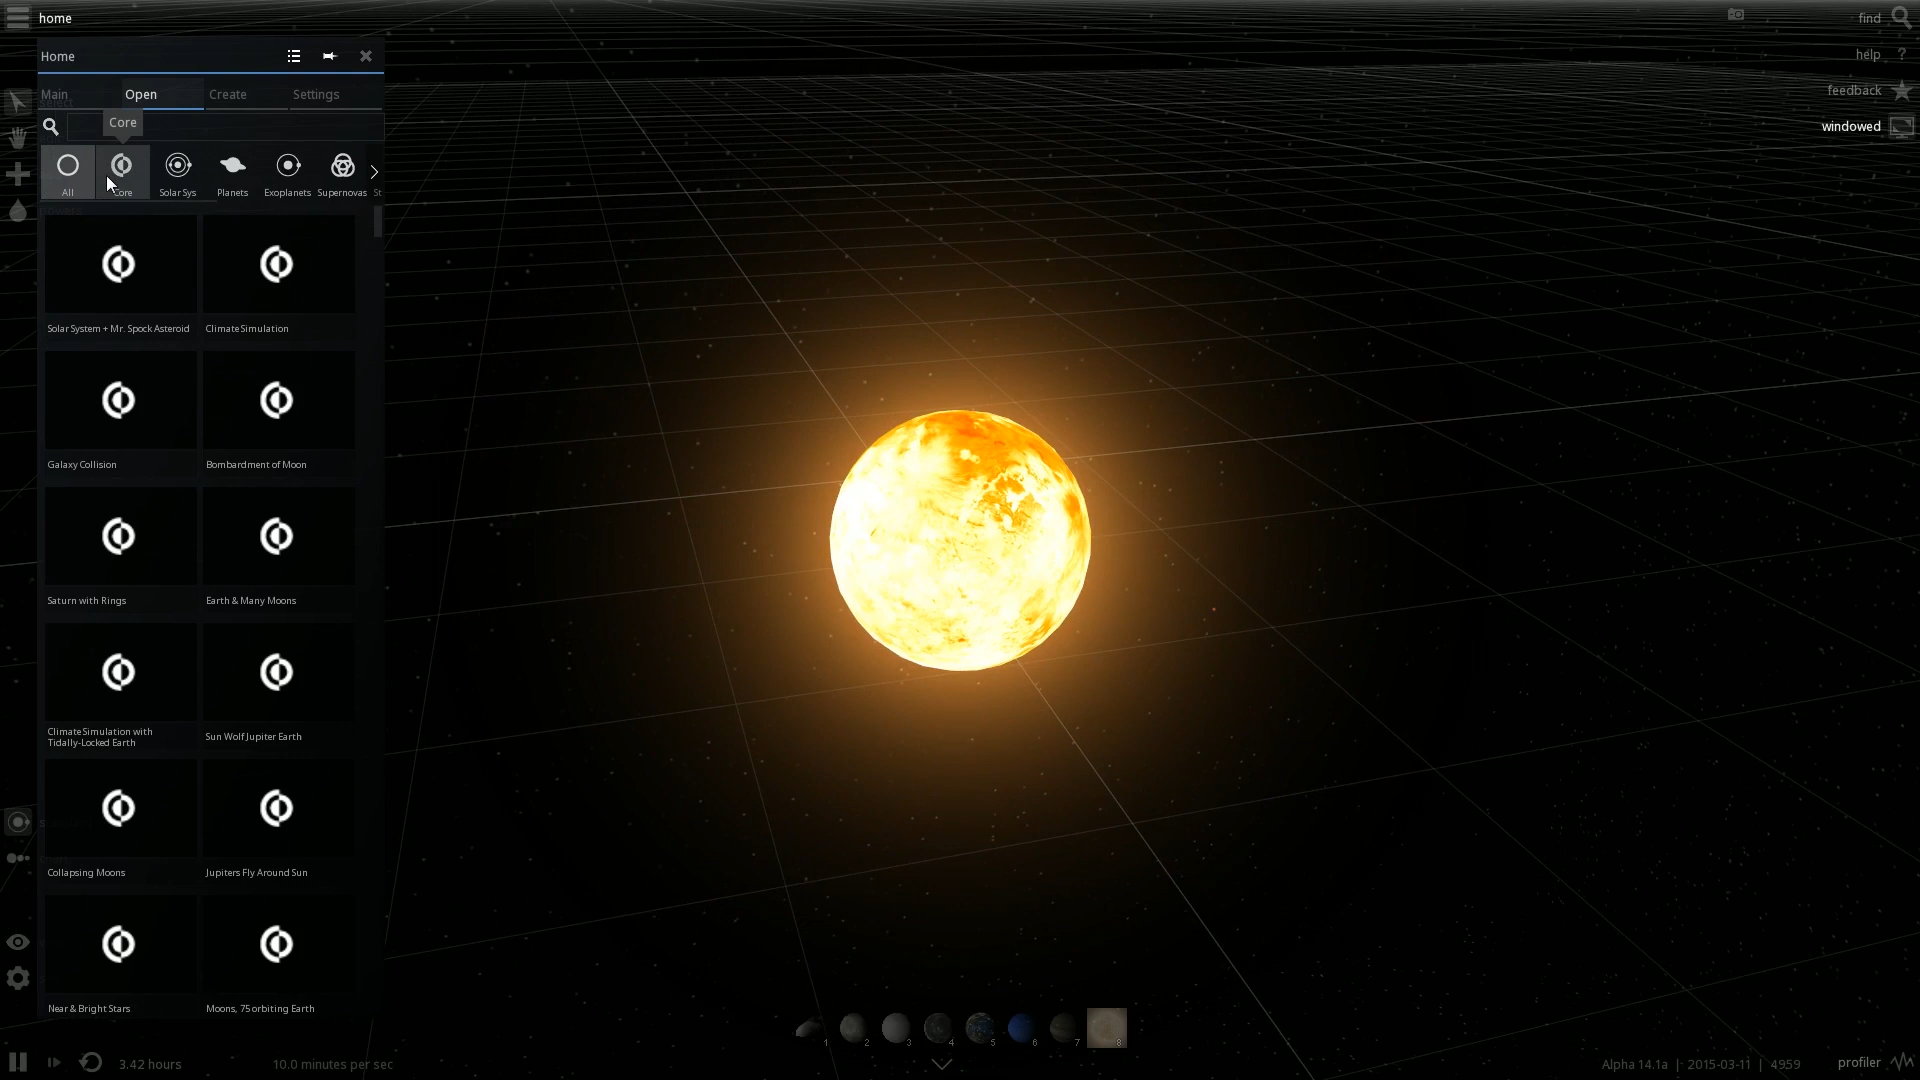 home
find
Home
help
Main
Open
Create
Settings
feedback
Core
windowed
All
Core
Solar Sys
Planets
Exoplanets
Supernovas
St
Solar System + Mr. Spock Asteroid
Climate Simulation
Galaxy Collision
Bombardment of Moon
Saturn with Rings
Earth & Many Moons
Climate Simulation with
Tidally-Locked Earth
Sun Wolf Jupiter Earth
Collapsing Moons
Jupiters Fly Around Sun
Near & Bright Stars
Moons, 75 orbiting Earth
1
2
3
4
5
6
7
8
3.42 hours
10.0 minutes per sec
Alpha 14.1a | 2015-03-11 | 4959
profiler